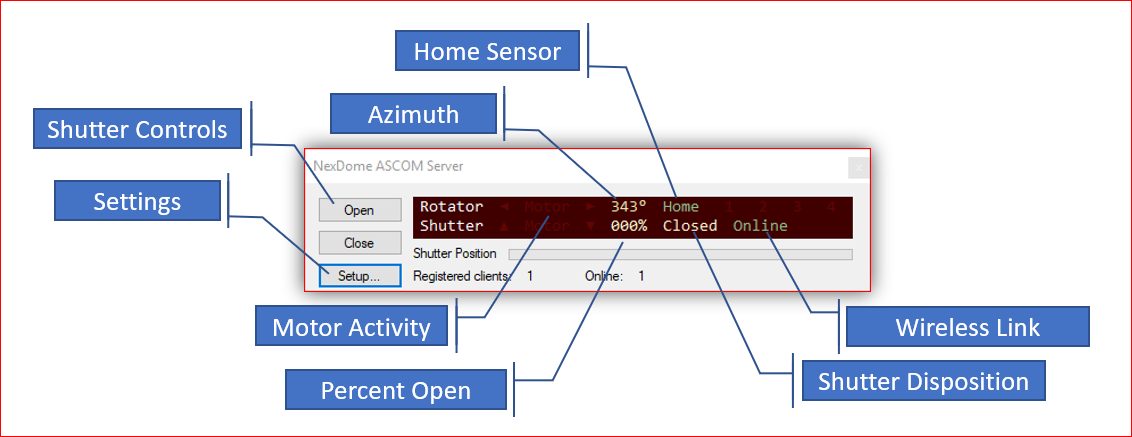 Home Sensor
Azimuth
Shutter Controls
Settings
NexDome ASCOM Server
Open
Close
Setup...
Rotator ◄ Motor ► 343° Home 1 2 3 4
Shutter ▲ Motor ▼ 000% Closed Online
Shutter Position
Registered clients: 1 Online: 1
Motor Activity
Wireless Link
Percent Open
Shutter Disposition